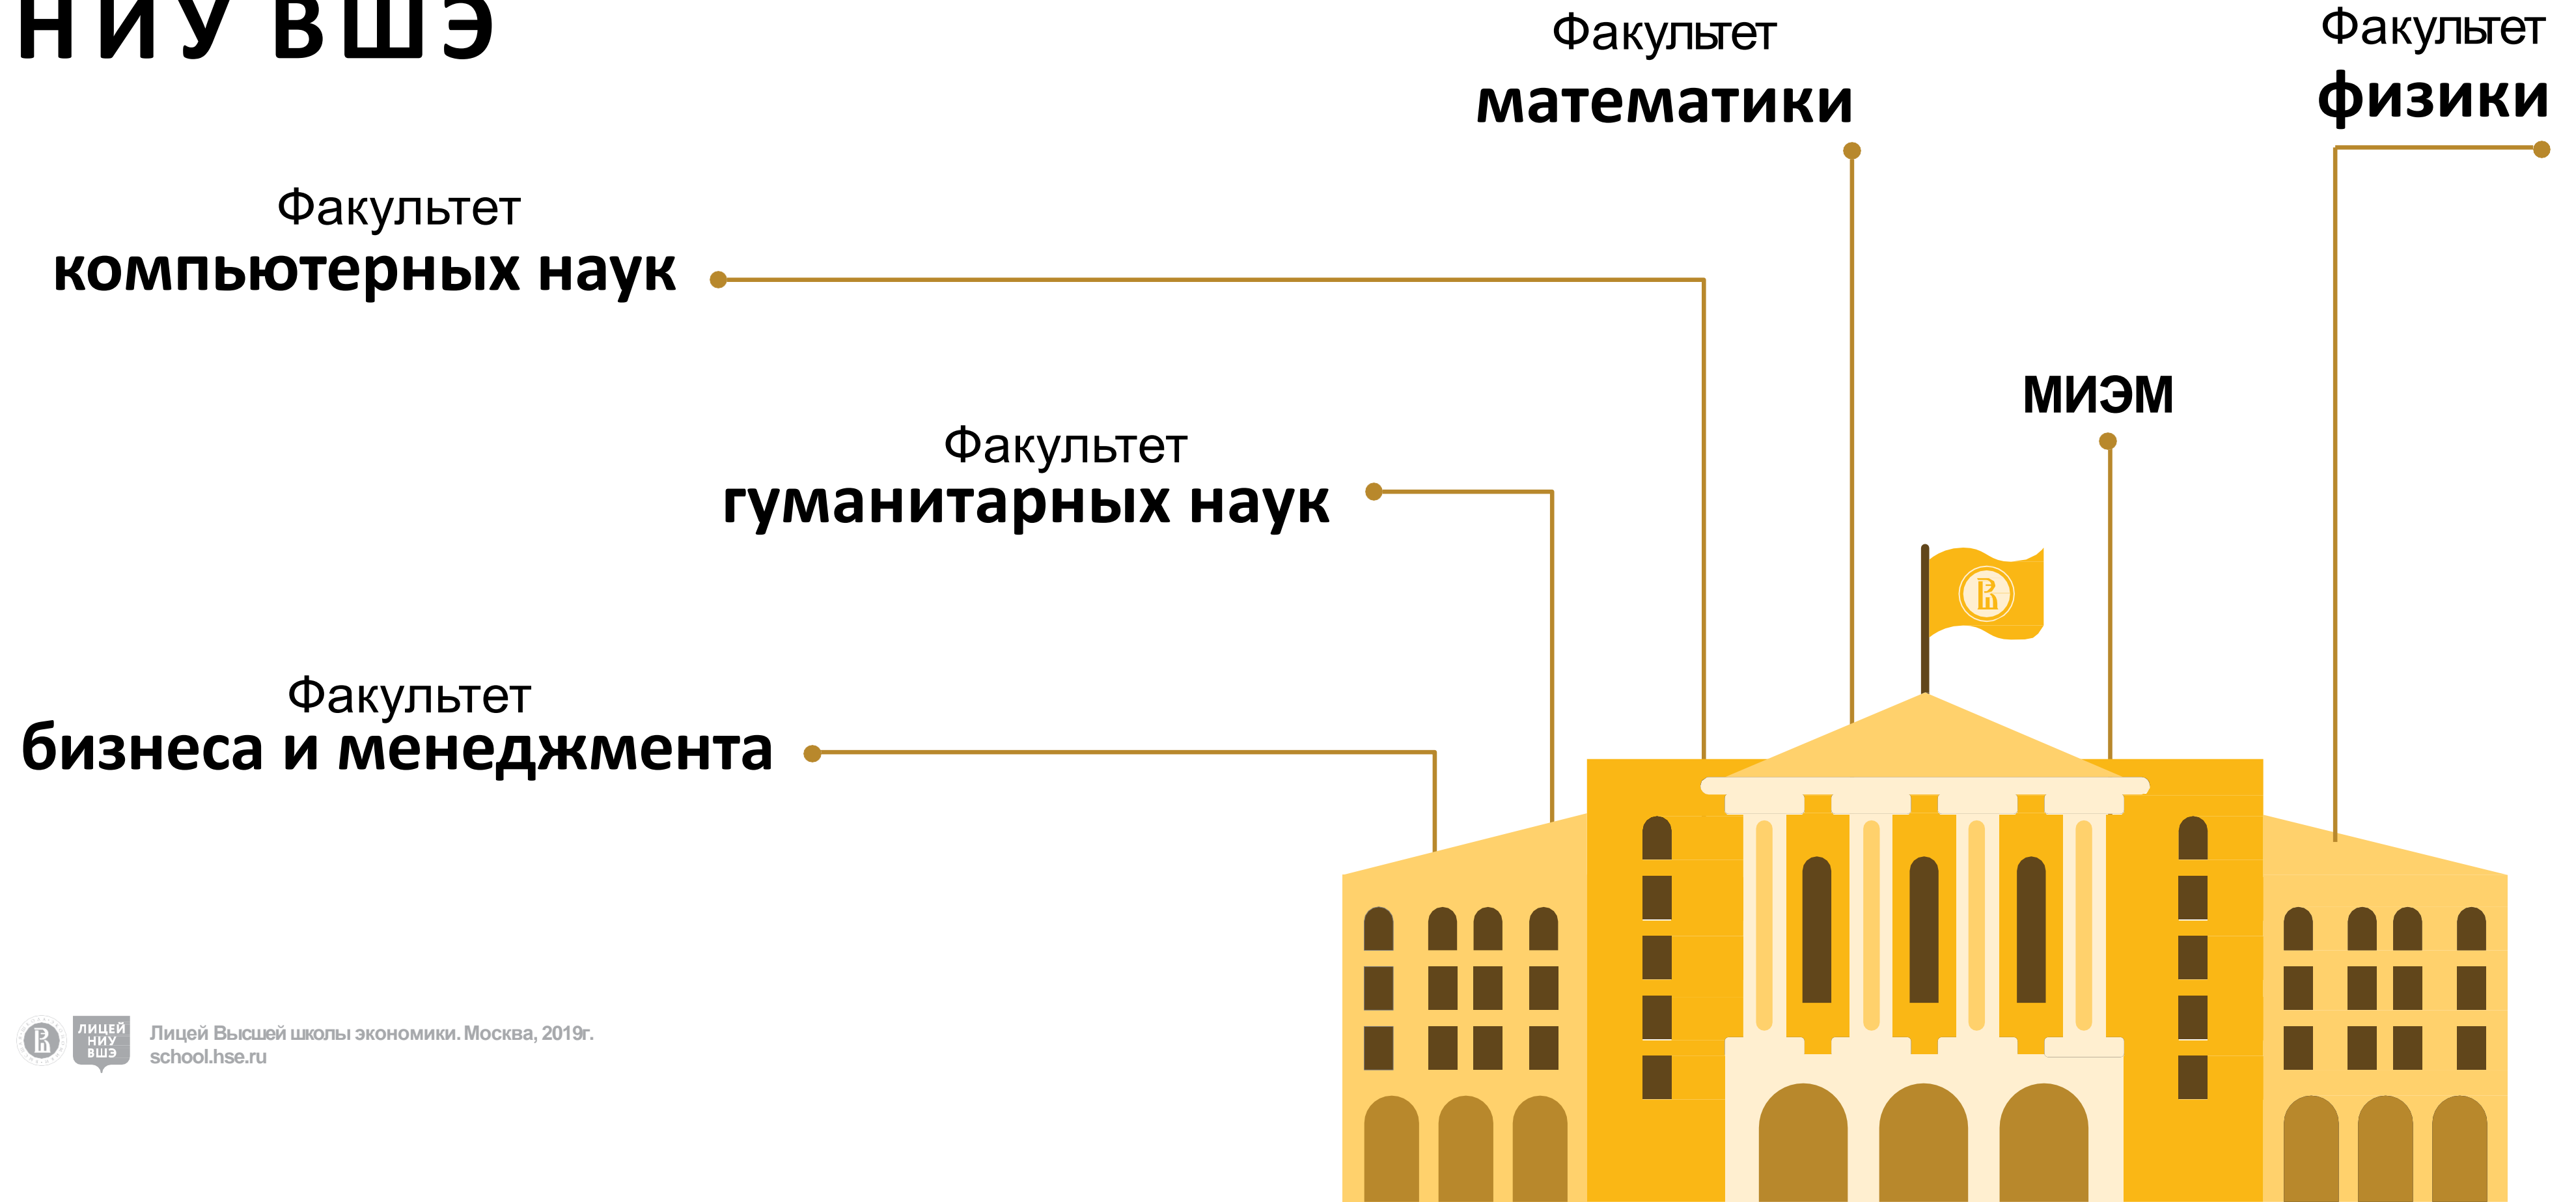 НИУ ВШЭ
Факультет
математики
Факультет
физики
Факультет
компьютерных наук
МИЭМ
Факультет
гуманитарных наук
Факультет
бизнеса и менеджмента
ЛИЦЕЙ
НИУ
ВШЭ
Лицей Высшей школы экономики. Москва, 2019г.
school.hse.ru